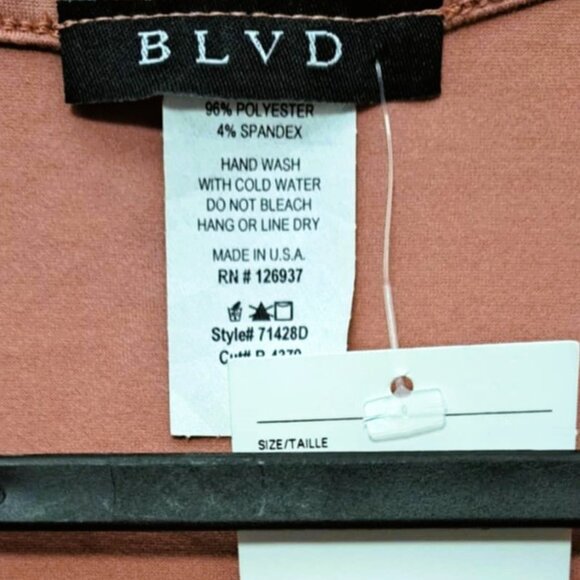 BLVD
96% POLYESTER
4% SPANDEX
HAND WASH
WITH COLD WATER
DO NOT BLEACH
HANG OR LINE DRY
MADE IN U.S.A.
RN # 126937
Style# 71428D
SIZE/TAILLE